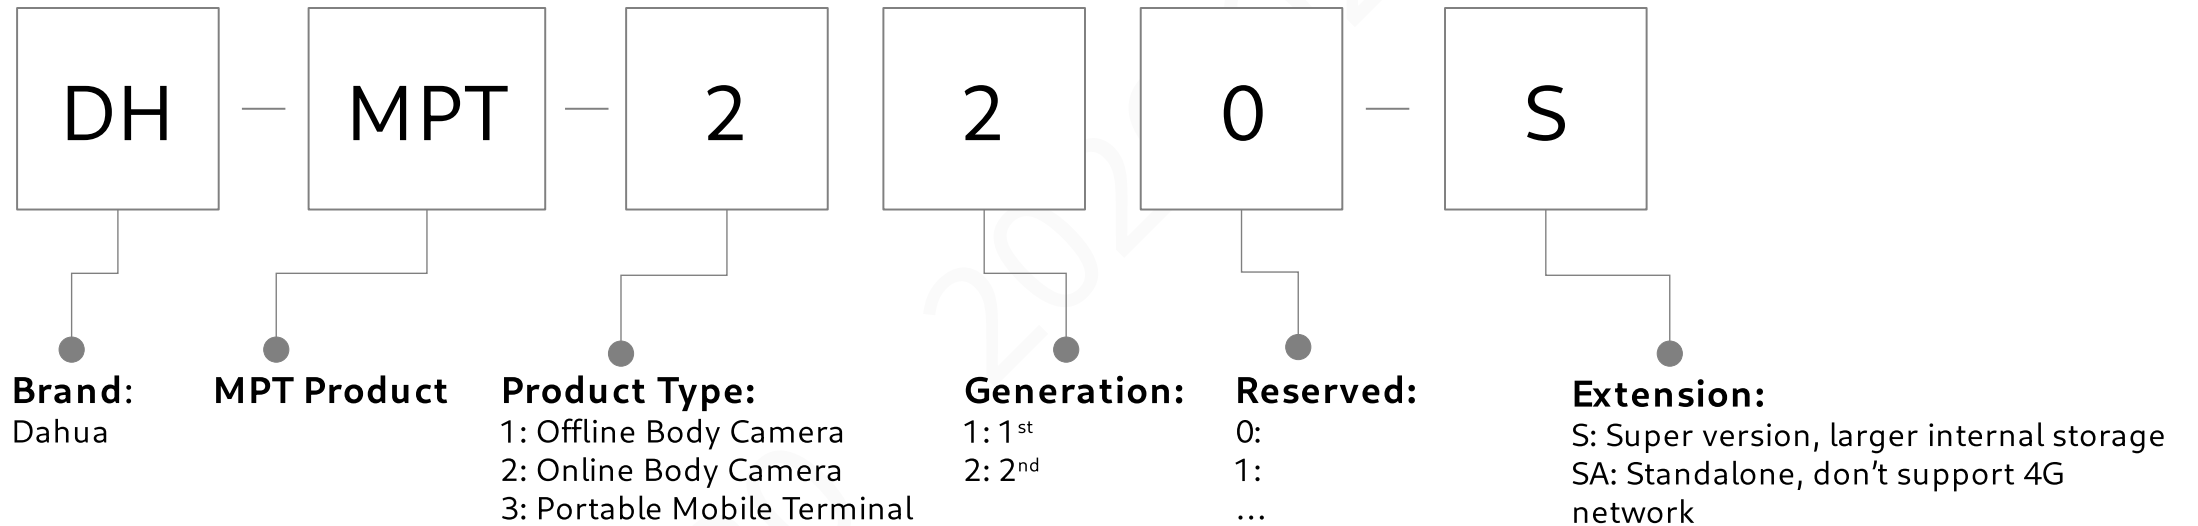 DH — MPT — 2 2 0 — S
Brand:
Dahua
MPT Product
Product Type:
1: Offline Body Camera
2: Online Body Camera
3: Portable Mobile Terminal
Generation:
1: 1st
2: 2nd
Reserved:
0:
1:
...
Extension:
S: Super version, larger internal storage
SA: Standalone, don't support 4G
network